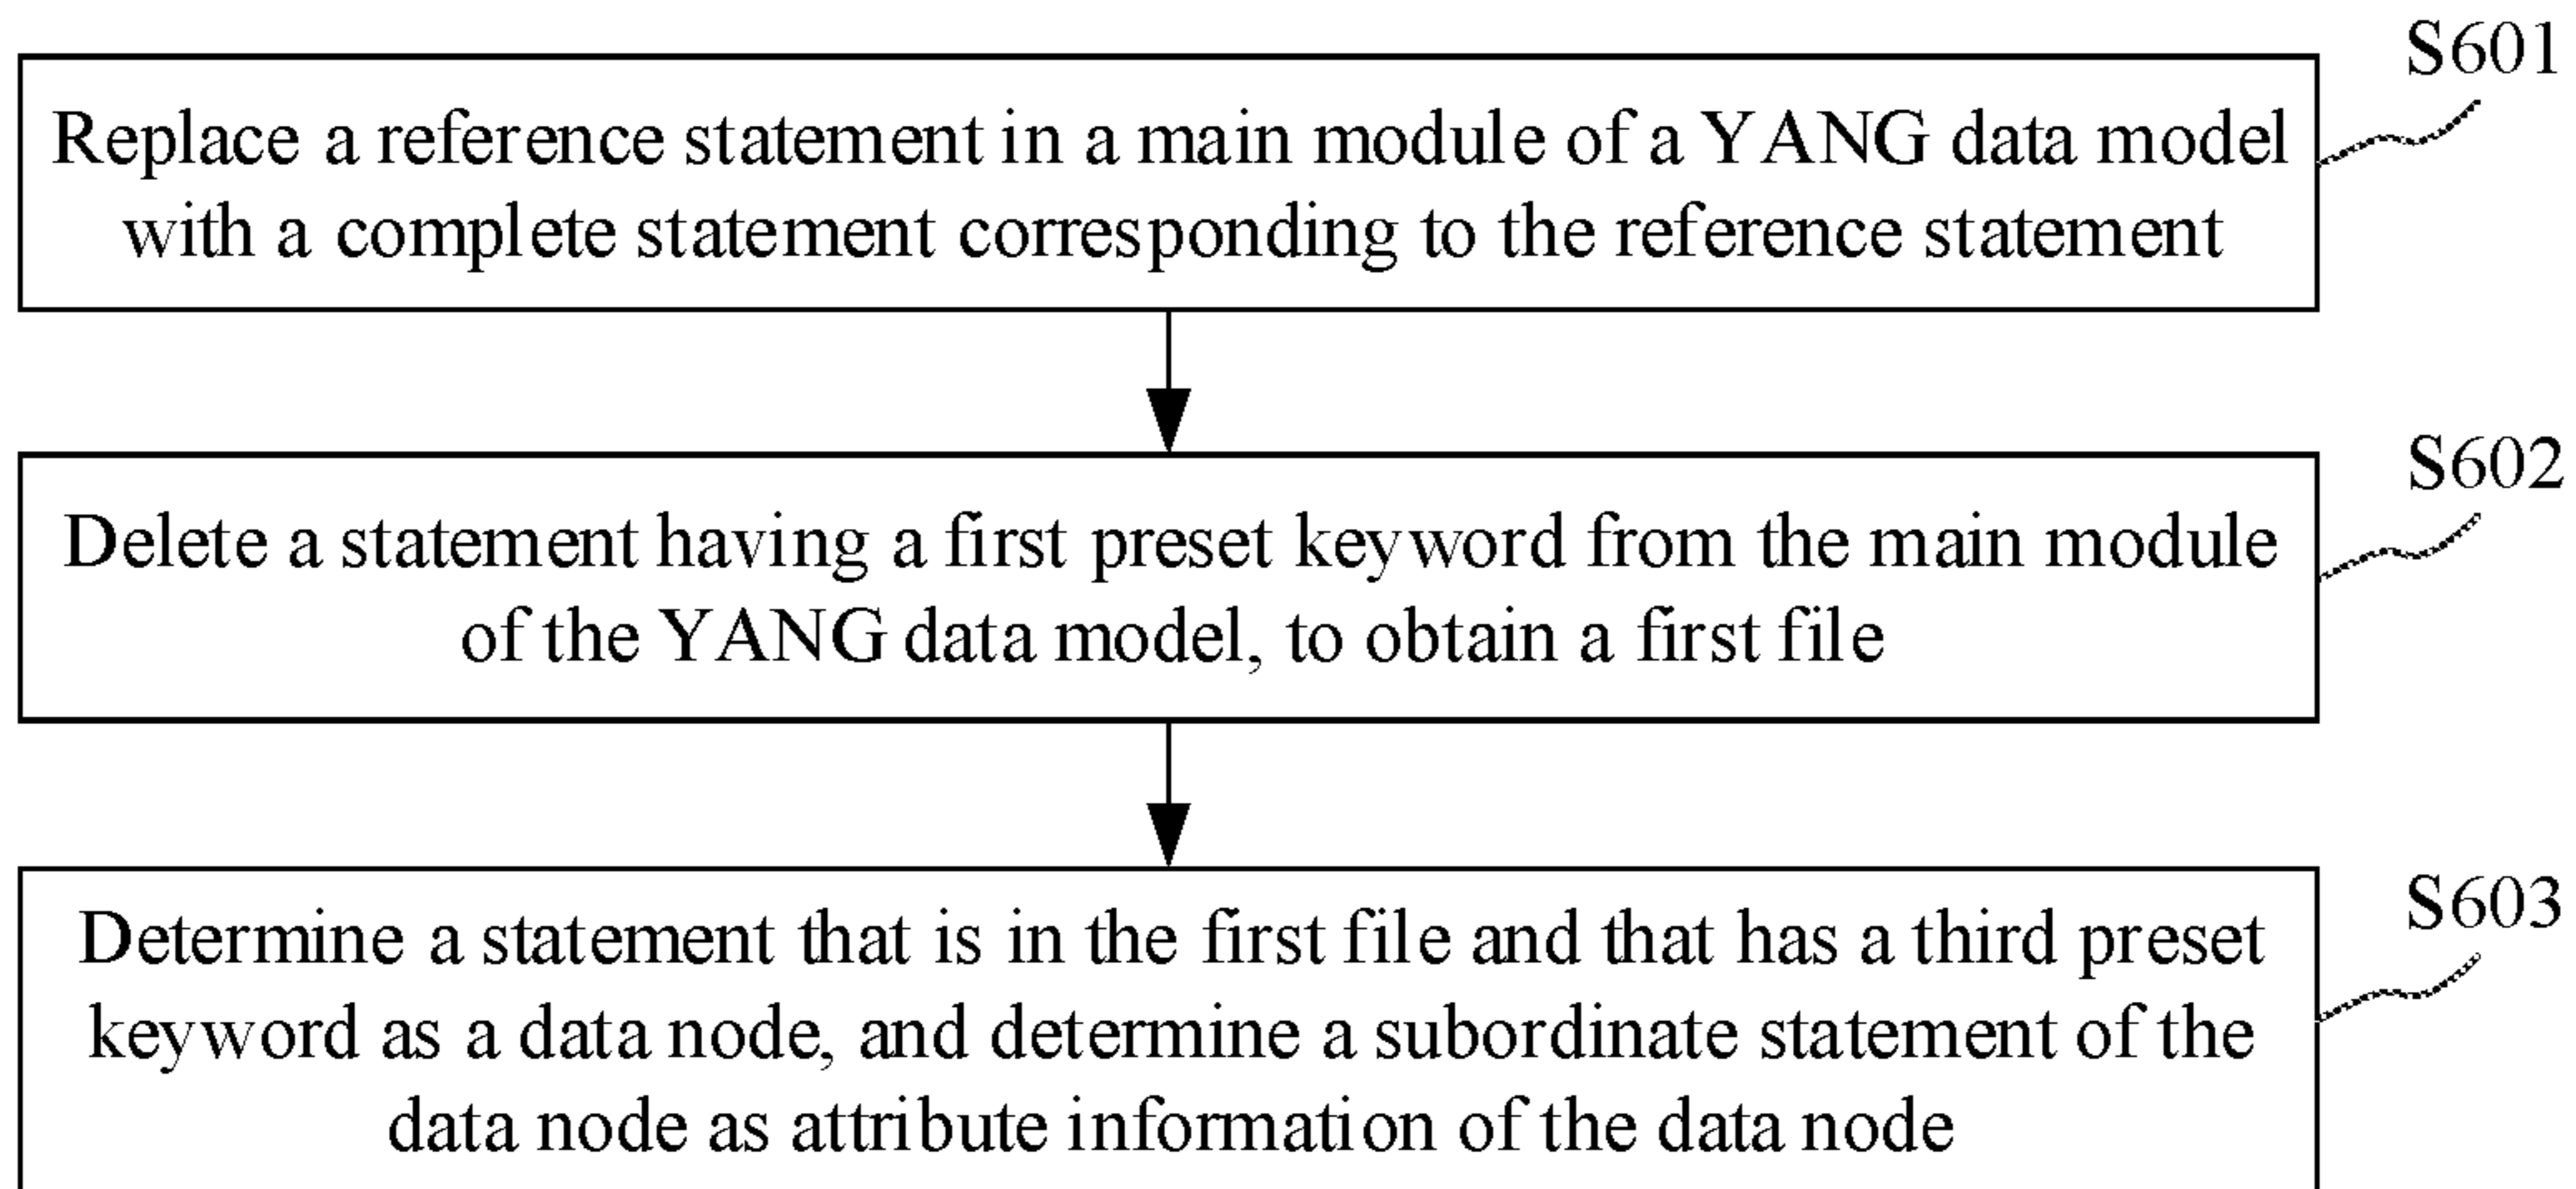 S601
Replace a reference statement in a main module of a YANG data model
with a complete statement corresponding to the reference statement
S602
Delete a statement having a first preset keyword from the main module
of the YANG data model, to obtain a first file
S603
Determine a statement that is in the first file and that has a third preset
keyword as a data node, and determine a subordinate statement of the
data node as attribute information of the data node